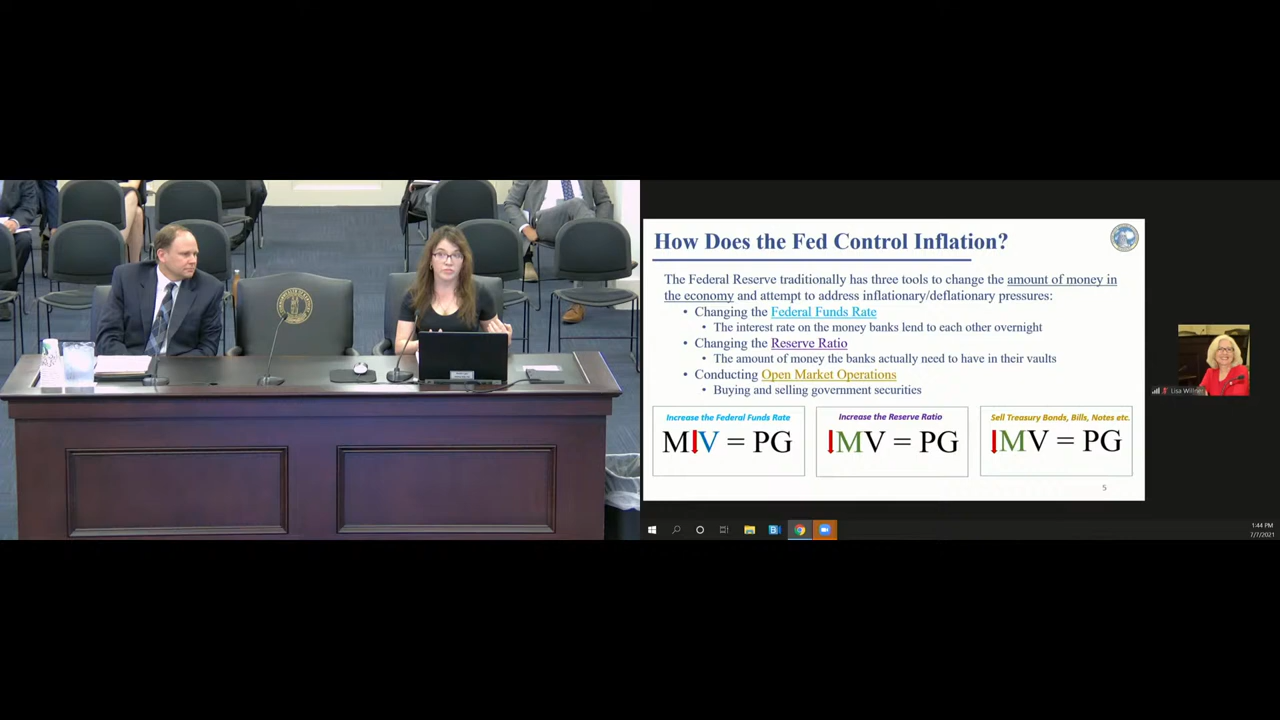 How Does the Fed Control Inflation?
The Federal Reserve traditionally has three tools to change the amount of money in
the economy and attempt to address inflationary/deflationary pressures:
• Changing the Federal Funds Rate
• The interest rate on the money banks lend to each other overnight
• Changing the Reserve Ratio
• The amount of money the banks actually need to have in their vaults
• Conducting Open Market Operations
• Buying and selling government securities
Increase the Federal Funds Rate
M↓V = PG
Increase the Reserve Ratio
↓MV = PG
Sell Treasury Bonds, Bills, Notes etc.
↓MV = PG
5
Lisa Willner
1:44 PM
7/7/2021